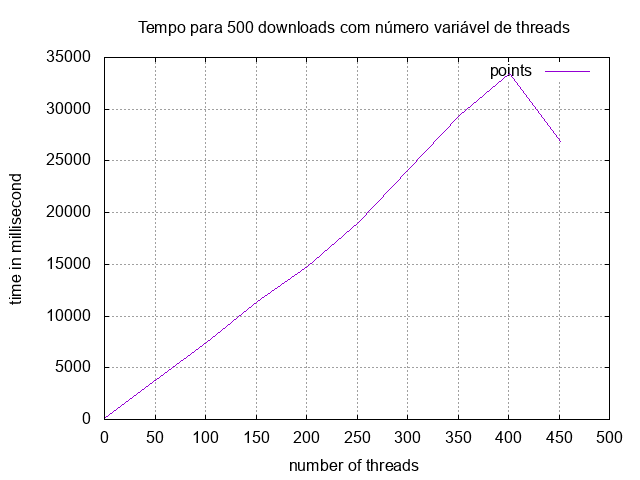 Tempo para 500 downloads com número variável de threads
points
35000
30000
25000
20000
15000
10000
5000
0
time in millisecond
0 50 100 150 200 250 300 350 400 450 500
number of threads